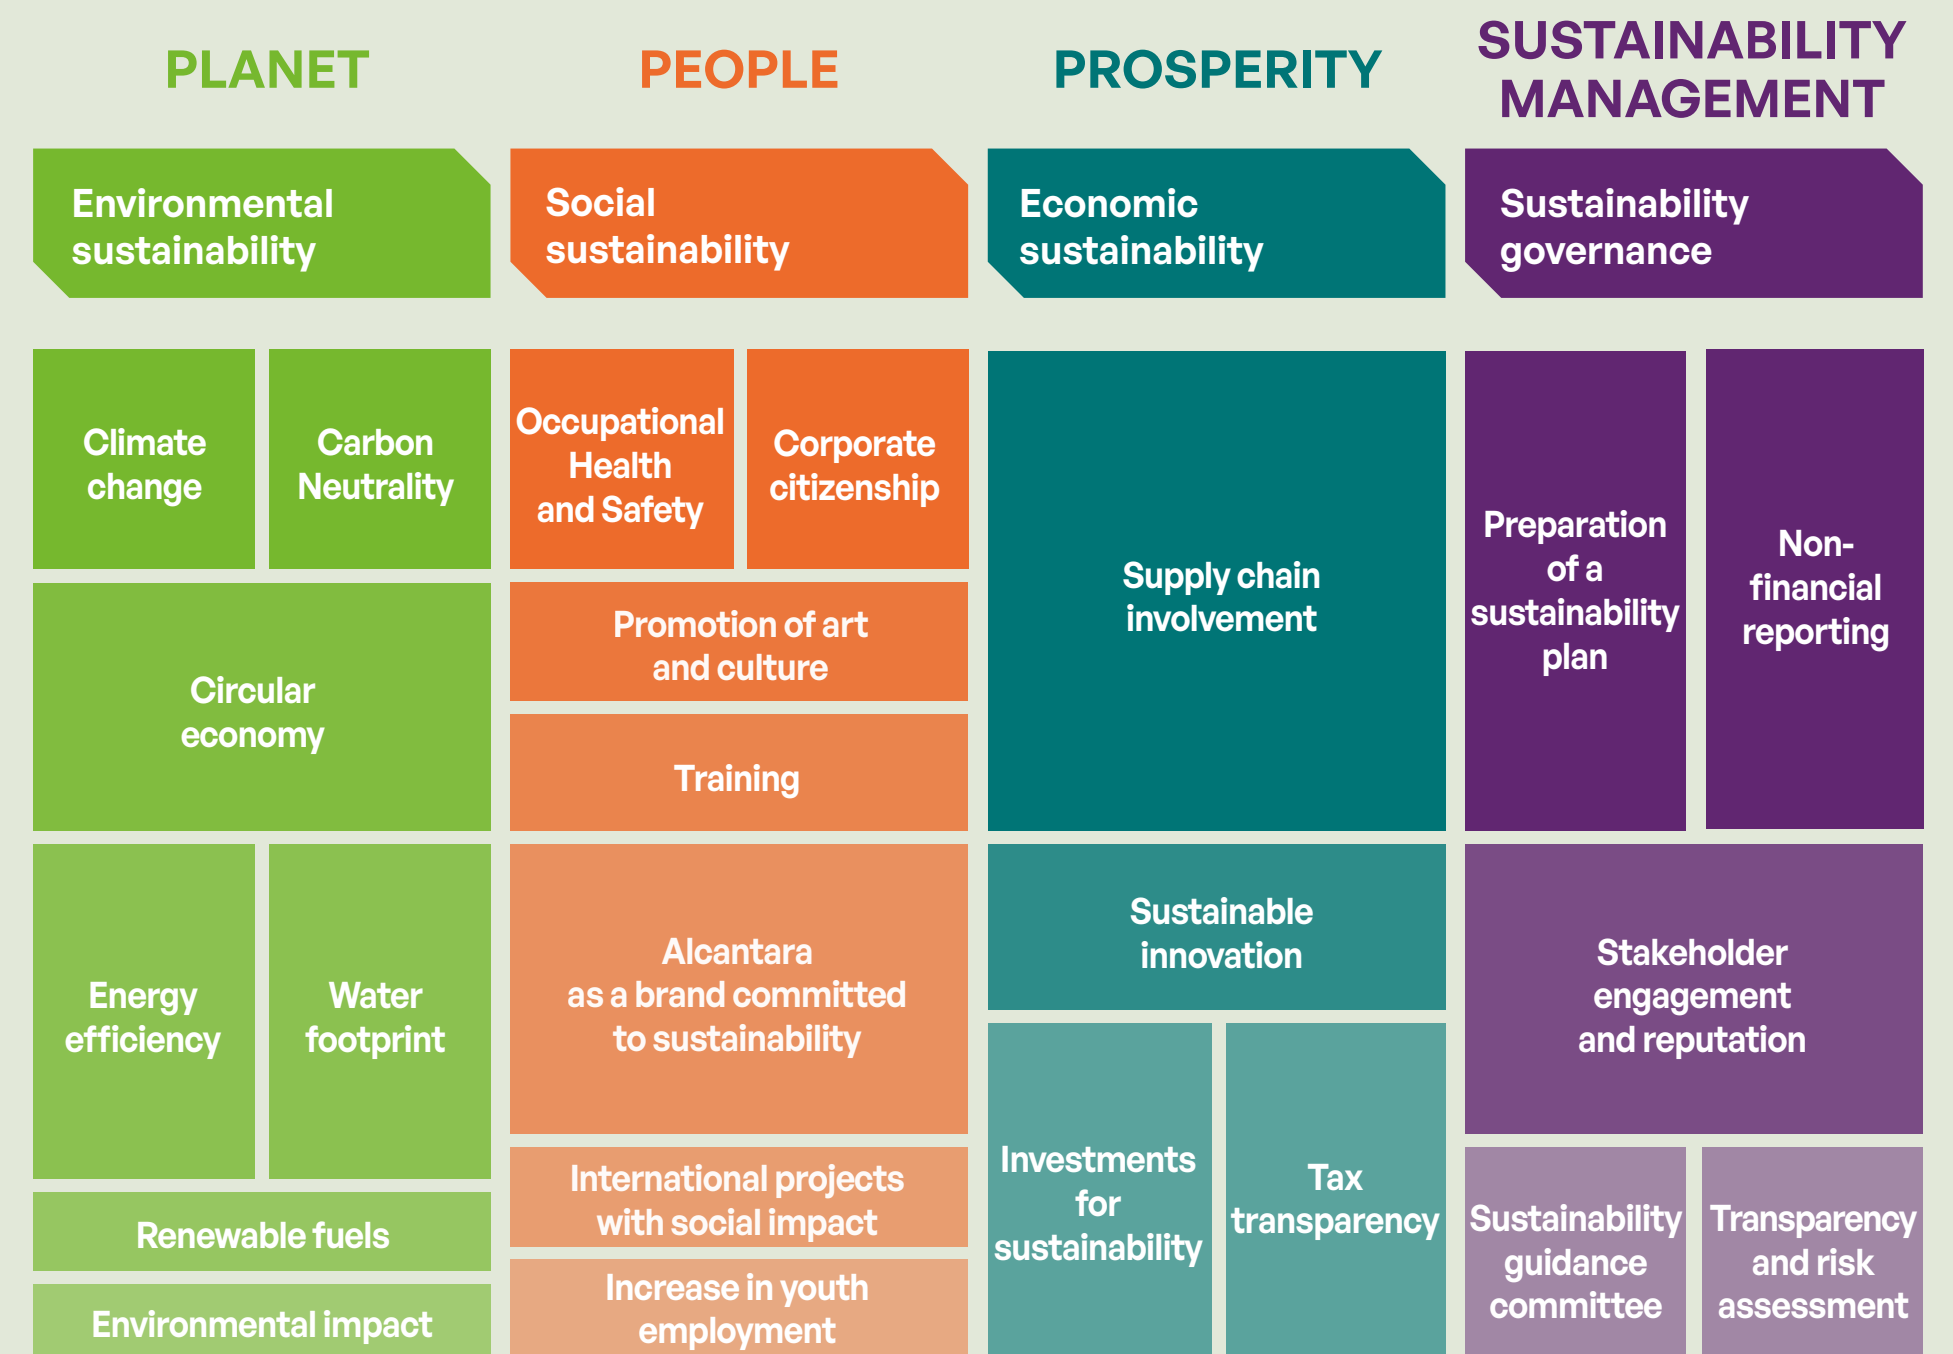 PLANET
Environmental
sustainability
Climate
change
Carbon
Neutrality
Circular
economy
Energy
efficiency
Water
footprint
Renewable fuels
Environmental impact
PEOPLE
Social
sustainability
Occupational
Health
and Safety
Corporate
citizenship
Promotion of art
and culture
Training
Alcantara
as a brand committed
to sustainability
International projects
with social impact
Increase in youth
employment
PROSPERITY
Economic
sustainability
Supply chain
involvement
Sustainable
innovation
Investments
for
sustainability
Tax
transparency
SUSTAINABILITY
MANAGEMENT
Sustainability
governance
Preparation
of a
sustainability
plan
Non-
financial
reporting
Stakeholder
engagement
and reputation
Sustainability
guidance
committee
Transparency
and risk
assessment